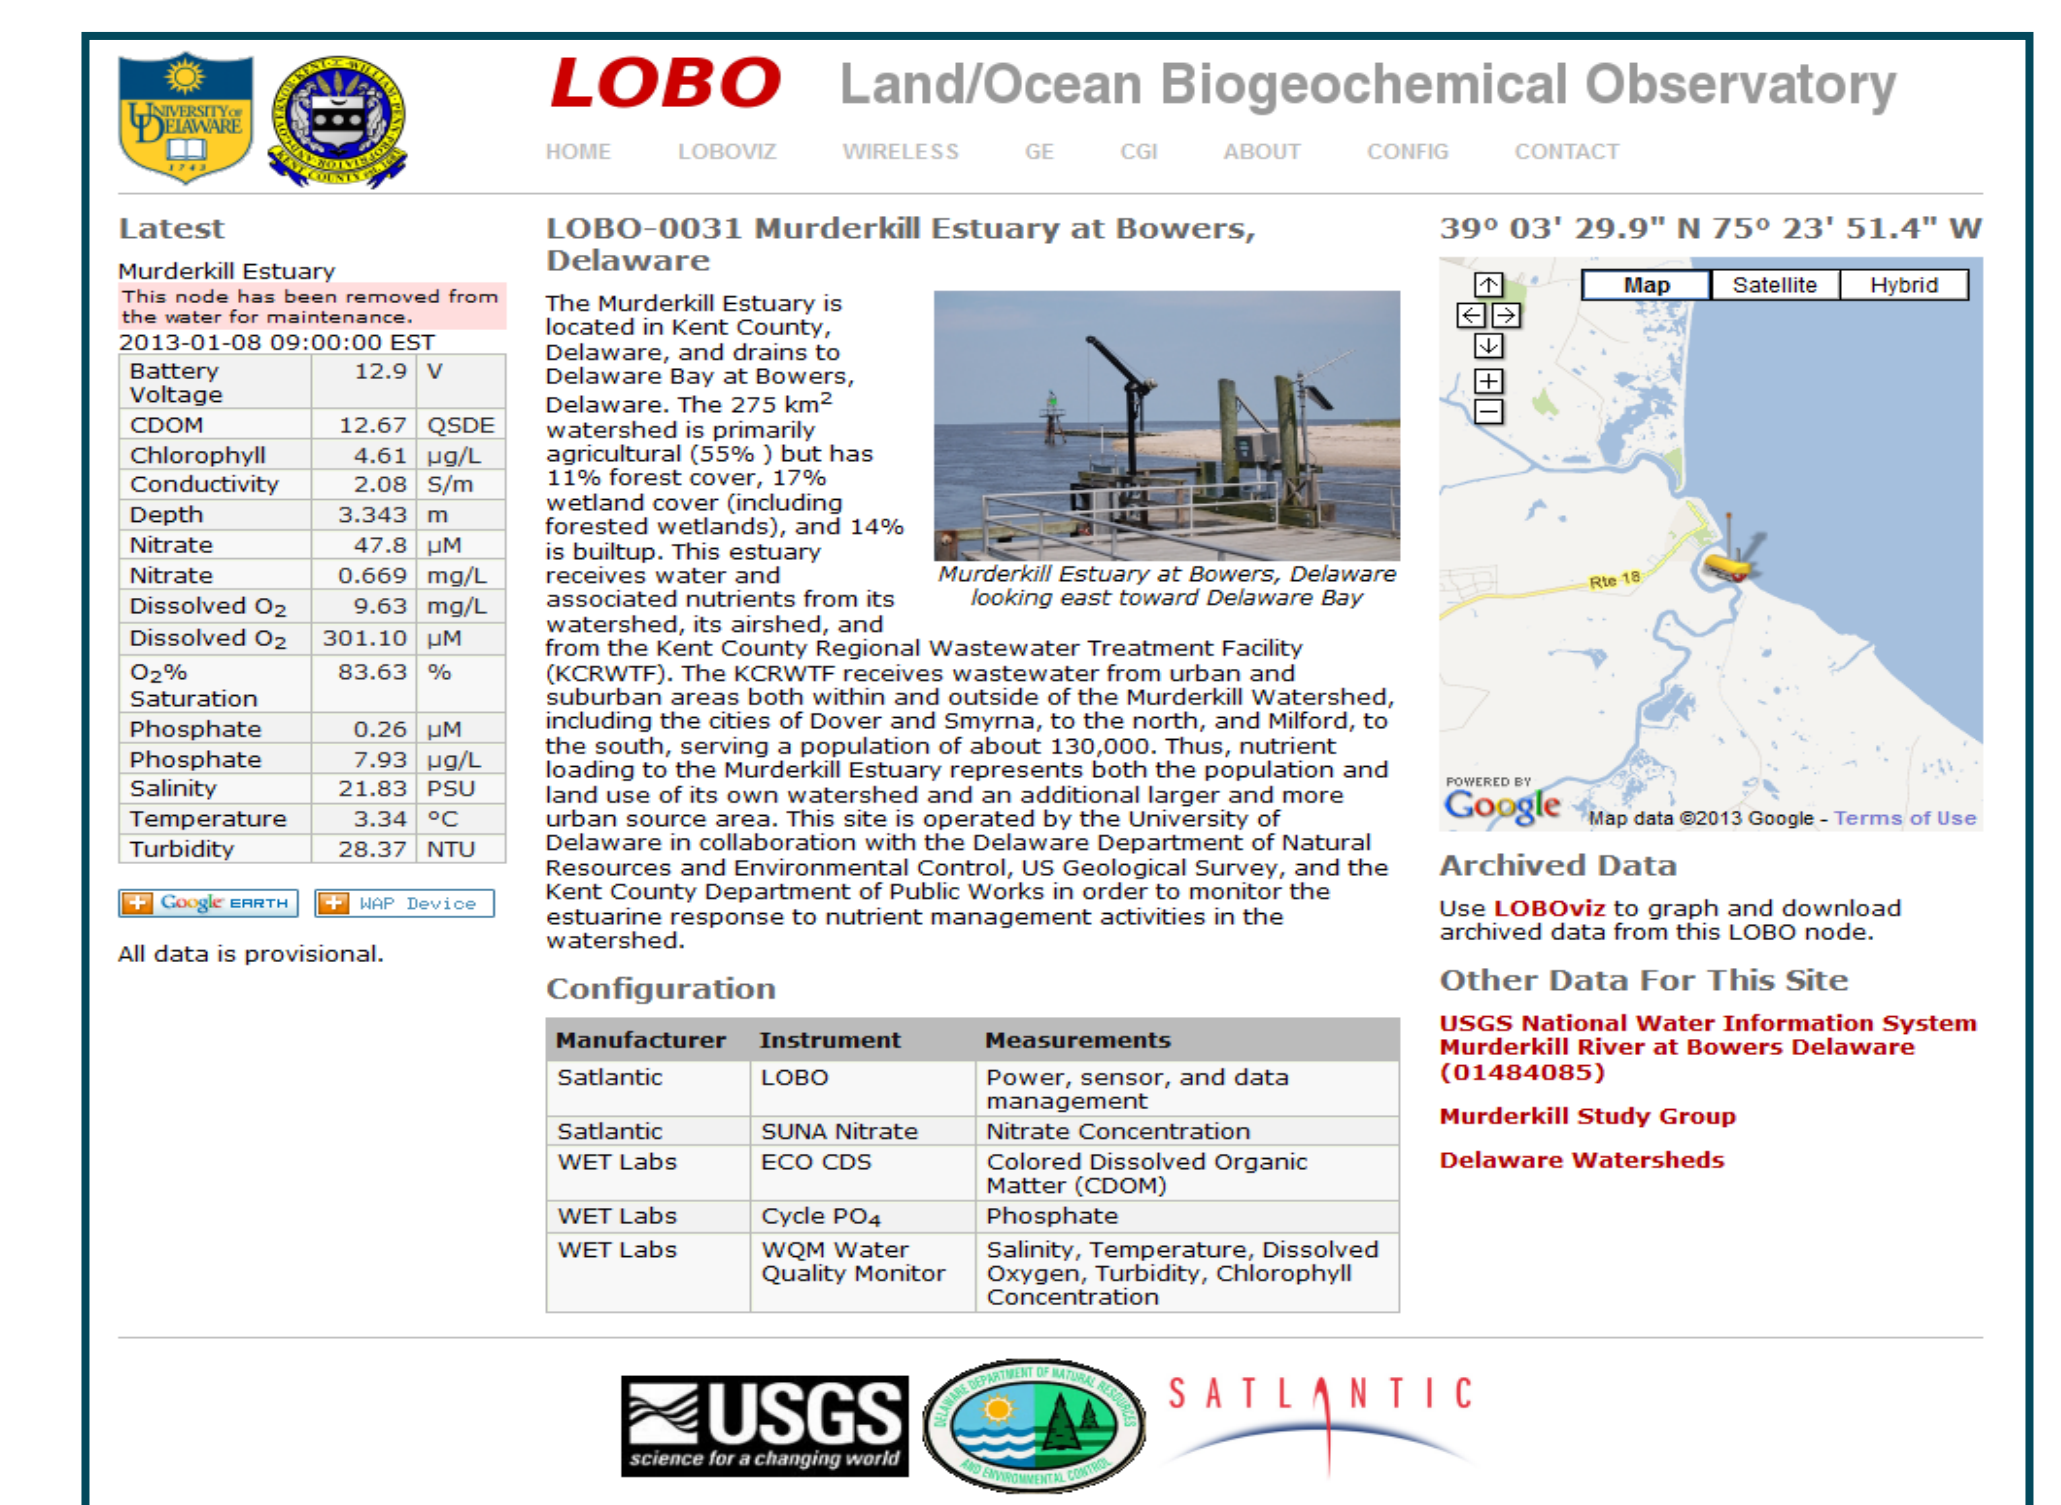 UNIVERSITY OF
DELAWARE
1743
KENT COUNTY
LOBO Land/Ocean Biogeochemical Observatory
HOME LOBOVIZ WIRELESS GE CGI ABOUT CONFIG CONTACT
Latest
Murderkill Estuary
This node has been removed from
the water for maintenance.
2013-01-08 09:00:00 EST
Battery Voltage 12.9 V
CDOM 12.67 QSDE
Chlorophyll 4.61 µg/L
Conductivity 2.08 S/m
Depth 3.343 m
Nitrate 47.8 µM
Nitrate 0.669 mg/L
Dissolved O2 9.63 mg/L
Dissolved O2 301.10 µM
O2% Saturation 83.63 %
Phosphate 0.26 µM
Phosphate 7.93 µg/L
Salinity 21.83 PSU
Temperature 3.34 °C
Turbidity 28.37 NTU
Google EARTH WAP Device
All data is provisional.
LOBO-0031 Murderkill Estuary at Bowers,
Delaware
The Murderkill Estuary is
located in Kent County,
Delaware, and drains to
Delaware Bay at Bowers,
Delaware. The 275 km2
watershed is primarily
agricultural (55% ) but has
11% forest cover, 17%
wetland cover (including
forested wetlands), and 14%
is builtup. This estuary
receives water and
associated nutrients from its
watershed, its airshed, and
from the Kent County Regional Wastewater Treatment Facility
(KCRWTF). The KCRWTF receives wastewater from urban and
suburban areas both within and outside of the Murderkill Watershed,
including the cities of Dover and Smyrna, to the north, and Milford, to
the south, serving a population of about 130,000. Thus, nutrient
loading to the Murderkill Estuary represents both the population and
land use of its own watershed and an additional larger and more
urban source area. This site is operated by the University of
Delaware in collaboration with the Delaware Department of Natural
Resources and Environmental Control, US Geological Survey, and the
Kent County Department of Public Works in order to monitor the
estuarine response to nutrient management activities in the
watershed.
Murderkill Estuary at Bowers, Delaware
looking east toward Delaware Bay
Configuration
Manufacturer Instrument Measurements
Satlantic LOBO Power, sensor, and data management
Satlantic SUNA Nitrate Nitrate Concentration
WET Labs ECO CDS Colored Dissolved Organic Matter (CDOM)
WET Labs Cycle PO4 Phosphate
WET Labs WQM Water Quality Monitor Salinity, Temperature, Dissolved Oxygen, Turbidity, Chlorophyll Concentration
39º 03' 29.9" N 75º 23' 51.4" W
Map Satellite Hybrid
Rte 18
POWERED BY
Google
Map data ©2013 Google - Terms of Use
Archived Data
Use LOBOviz to graph and download
archived data from this LOBO node.
Other Data For This Site
USGS National Water Information System
Murderkill River at Bowers Delaware
(01484085)
Murderkill Study Group
Delaware Watersheds
USGS
science for a changing world
DELAWARE DEPARTMENT OF NATURAL RESOURCES
AND ENVIRONMENTAL CONTROL
SATLANTIC